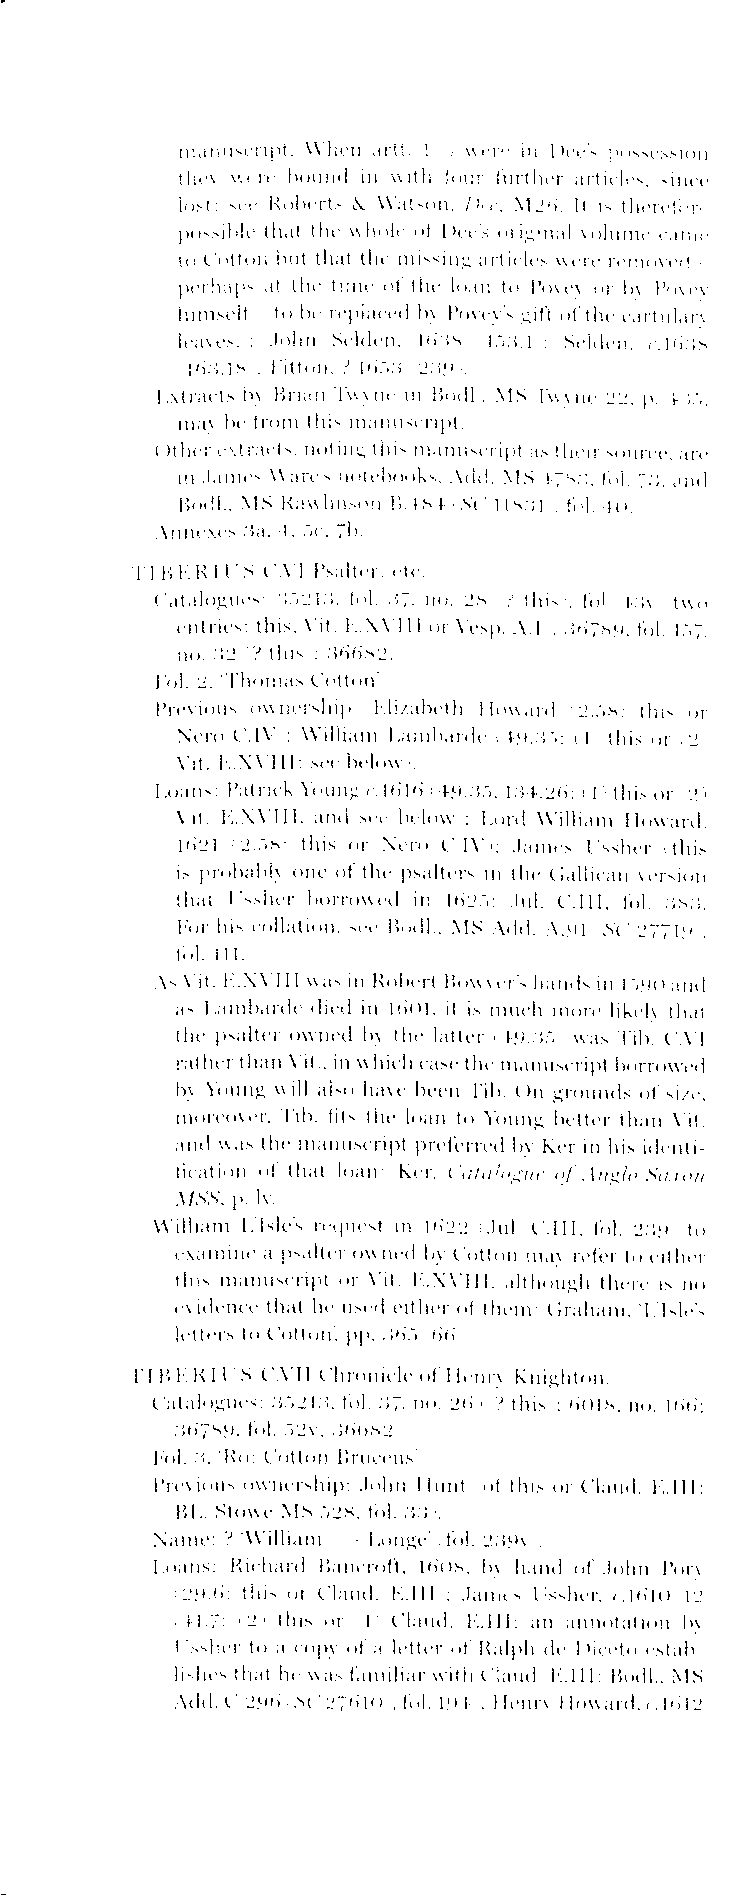 manuscript. When artt. 1– were in Dee's possession
they were bound in with four further articles, since
lost: see Roberts & Watson, Dee, M26. It is therefor
possible that the whole of Dee's original volume came
to Cotton but that the missing articles were removed
perhaps at the time of the loan to Povey or by Povey
himself to be replaced by Povey's gift of the cartulary
leaves. ; John Selden, 1638 153.1 ; Selden, c.1638
163.18 . Fitton, ? 1653 239 .
Extracts by Brian Twyne in Bodl., MS Twyne 22, p. 435,
may be from this manuscript.
Other extracts, noting this manuscript as their source, are
in James Ware's notebooks, Add. MS 4783, fol. 73, and
Bodl., MS Rawlinson B.484 (SC 11831), fol. 40.
Annexes 3a, 4, 5c, 7b.
TIBERIUS C.VI Psalter, etc.
Catalogues: 35213, fol. 37, no. 28 (? this), fol. 43v (two
entries: this, Vit. E.XVIII or Vesp. A.I); 36789, fol. 157,
no. 32 (? this); 36682.
Fol. 2, 'Thomas Cotton'
Previous ownership: Elizabeth Howard (2.58: this or
Nero C.IV); William Lambarde (49.35: (1) this or (2)
Vit. E.XVIII: see below).
Loans: Patrick Young c.1616 (49.35, 134.26: (1) this or (2)
Vit. E.XVIII, and see below); Lord William Howard,
1621 (2.58: this or Nero C.IV); James Ussher (this
is probably one of the psalters in the Gallican version
that Ussher borrowed in 1625: Jul. C.III, fol. 383.
For his collation, see Bodl., MS Add. A.91 (SC 27719),
fol. 111.
As Vit. E.XVIII was in Robert Bowyer's hands in 1590 and
as Lambarde died in 1601, it is much more likely that
the psalter owned by the latter (49.35) was Tib. C.VI
rather than Vit., in which case the manuscript borrowed
by Young will also have been Tib. On grounds of size,
moreover, Tib. fits the loan to Young better than Vit.
and was the manuscript preferred by Ker in his identi-
fication of that loan: Ker, Catalogue of Anglo-Saxon
MSS, p. lv.
William L'Isle's request in 1622 (Jul. C.III, fol. 239) to
examine a psalter owned by Cotton may refer to either
this manuscript or Vit. E.XVIII, although there is no
evidence that he used either of them: Graham, 'L'Isle's
letters to Cotton', pp. 365–66
TIBERIUS C.VII Chronicle of Henry Knighton.
Catalogues: 35213, fol. 37, no. 26 (? this); 6018, no. 166;
36789, fol. 52v, 36682
Fol. 3, 'Ro: Cotton Bruceus'
Previous ownership: John Hunt (of this or Claud. E.III:
BL, Stowe MS 528, fol. 33).
Name: ? 'William Longe' (fol. 239v).
Loans: Richard Bancroft, 1608, by hand of John Pory
(29.6: this or Claud. E.III); James Ussher, c.1610–12
(41.7: (2) this or (1) Claud. E.III: an annotation by
Ussher to a copy of a letter of Ralph de Diceto estab-
lishes that he was familiar with Claud. E.III: Bodl., MS
Add. C 296 (SC 27610), fol. 194). Henry Howard, c.1612